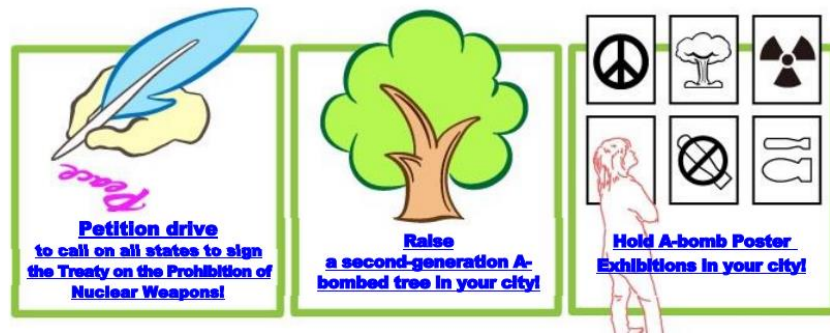 Peace
Petition drive
to call on all states to sign
the Treaty on the Prohibition of
Nuclear Weapons!
Raise
a second-generation A-
bombed tree in your city!
Hold A-bomb Poster
Exhibitions in your city!